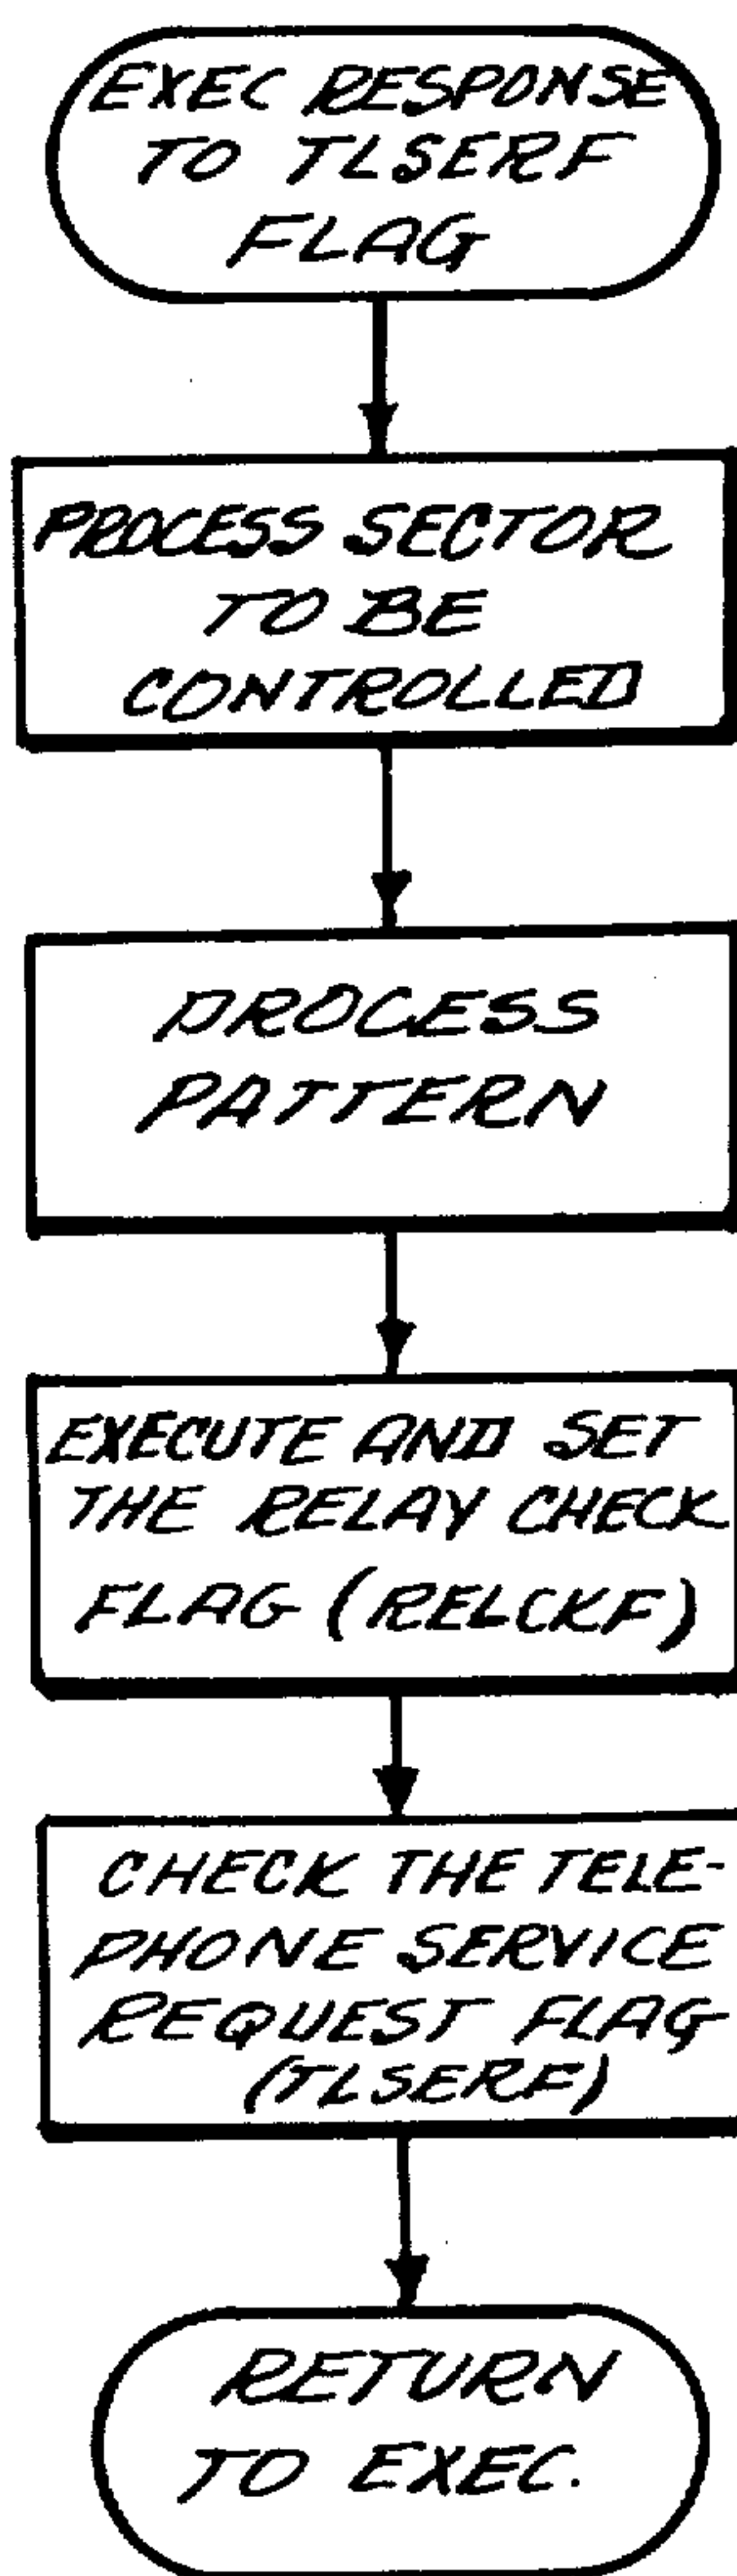 EXEC RESPONSE
TO TLSERF
FLAG
PROCESS SECTOR
TO BE
CONTROLLED
PROCESS
PATTERN
EXECUTE AND SET
THE RELAY CHECK
FLAG (RELCKF)
CHECK THE TELE-
PHONE SERVICE
REQUEST FLAG
(TLSERF)
RETURN
TO EXEC.